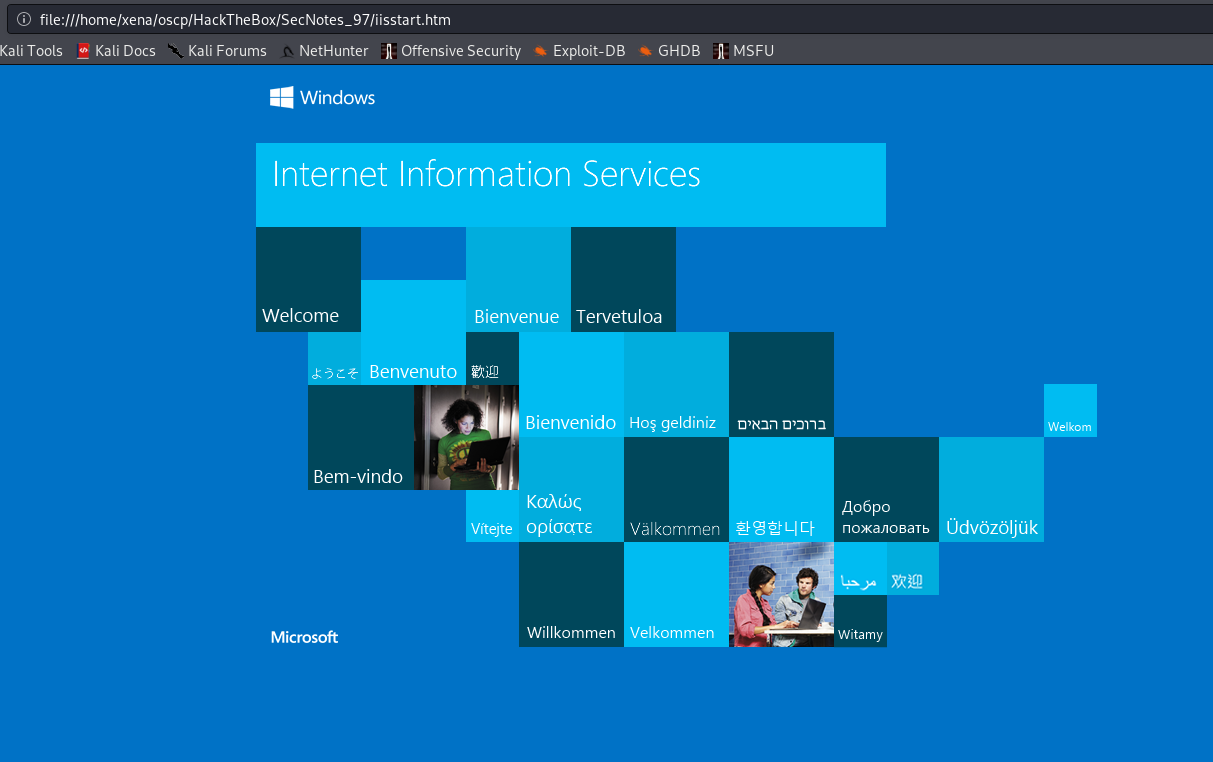 file:///home/xena/oscp/HackTheBox/SecNotes_97/iisstart.htm
Kali Tools Kali Docs Kali Forums NetHunter Offensive Security Exploit-DB GHDB MSFU
Windows
Internet Information Services
Welcome
Bienvenue
Tervetuloa
ようこそ
Benvenuto
歡迎
Bienvenido
Hoş geldiniz
ברוכים הבאים
Welkom
Bem-vindo
Vítejte
Καλώς
ορίσατε
Välkommen
환영합니다
Добро
пожаловать
Üdvözöljük
مرحبا
欢迎
Willkommen
Velkommen
Witamy
Microsoft